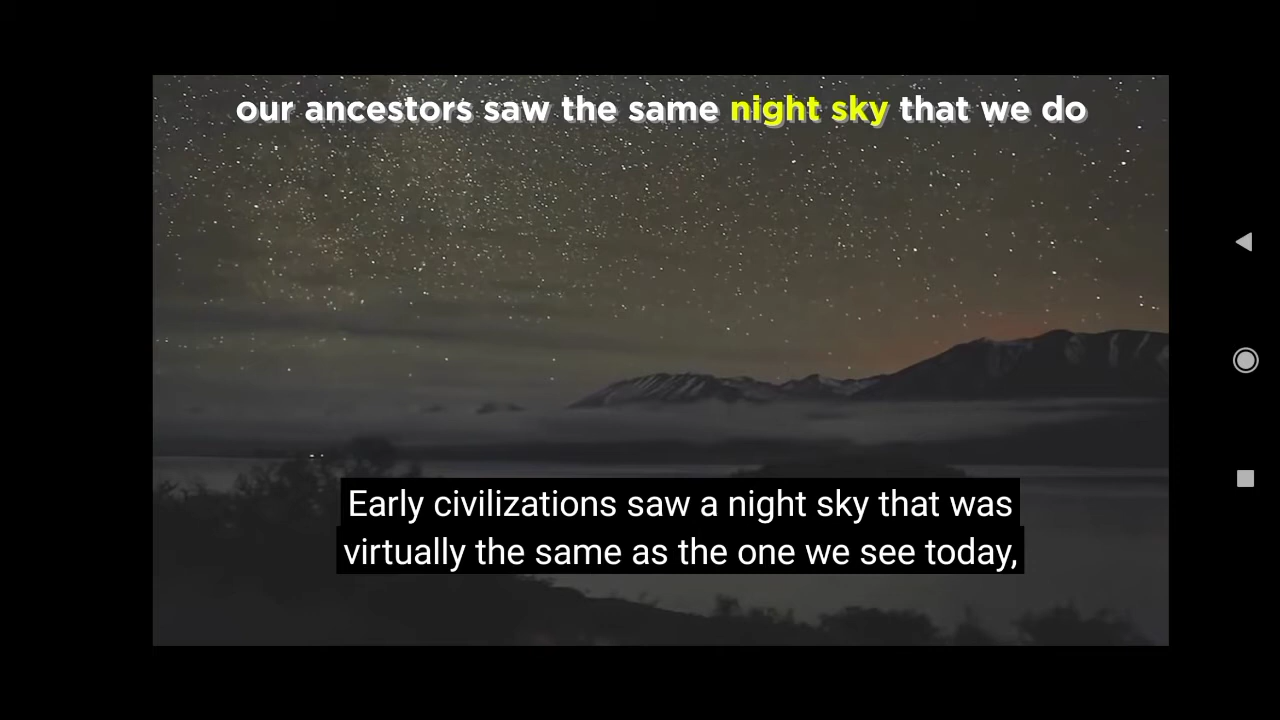 our ancestors saw the same night sky that we do
Early civilizations saw a night sky that was
virtually the same as the one we see today,